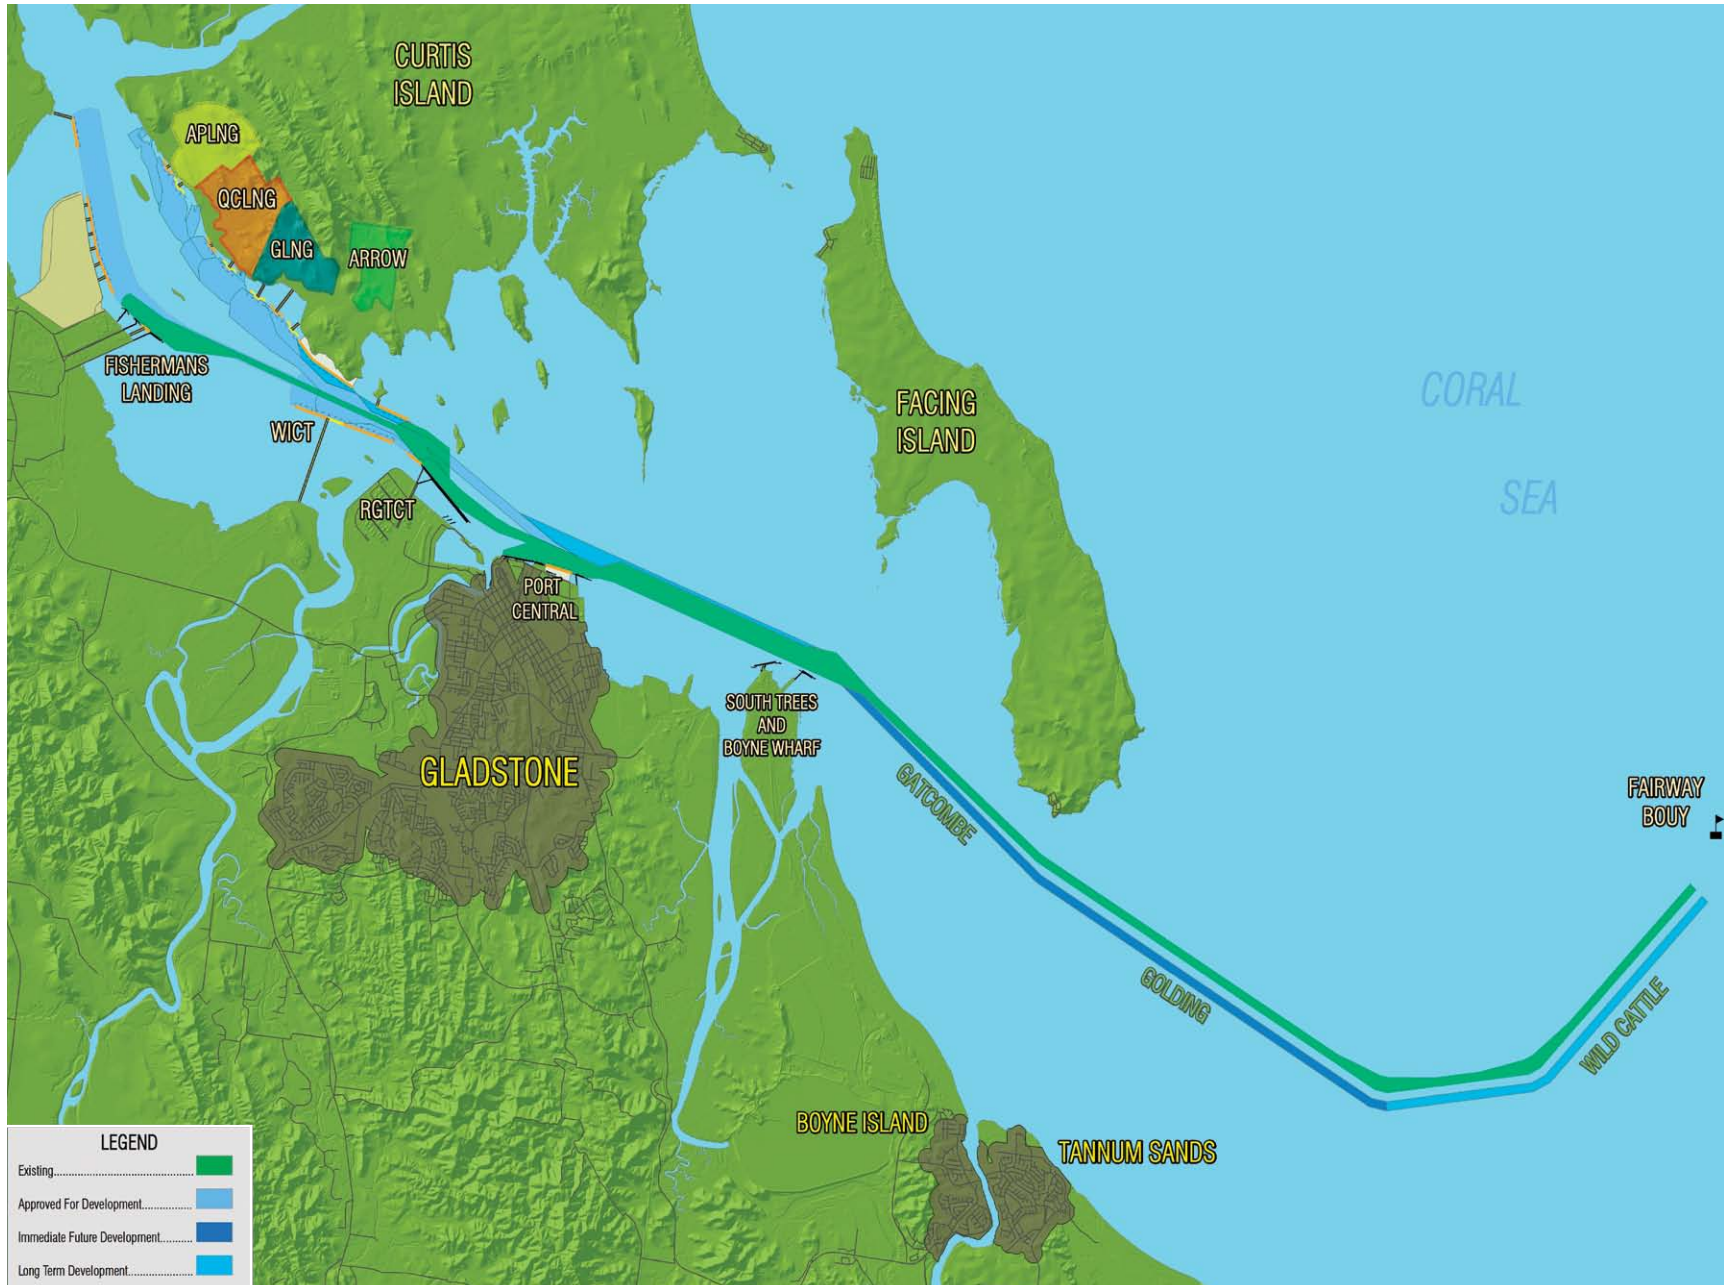 CURTIS
ISLAND
APLNG
QCLNG
GLNG
ARROW
FISHERMANS
LANDING
WICT
RGTCT
PORT
CENTRAL
FACING
ISLAND
CORAL
SEA
SOUTH TREES
AND
BOYNE WHARF
GLADSTONE
GATCOMBE
FAIRWAY
BOUY
GOLDING
WILD CATTLE
BOYNE ISLAND
TANNUM SANDS
LEGEND
Existing
Approved For Development
Immediate Future Development
Long Term Development